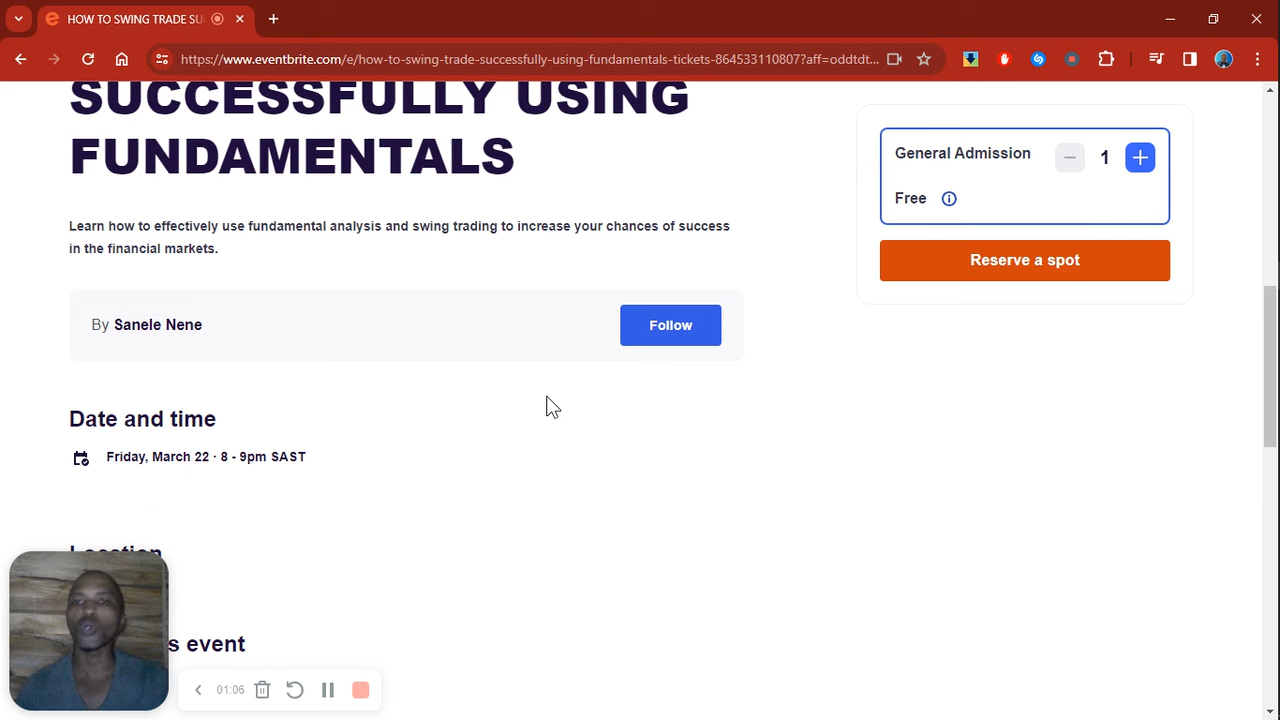 HOW TO SWING TRADE SU
https://www.eventbrite.com/e/how-to-swing-trade-successfully-using-fundamentals-tickets-864533110807?aff=oddtdt...
SUCCESSFULLY USING
FUNDAMENTALS
Learn how to effectively use fundamental analysis and swing trading to increase your chances of success
in the financial markets.
By Sanele Nene
Follow
Date and time
Friday, March 22 · 8 - 9pm SAST
Location
s event
01:06
General Admission
1
Free
Reserve a spot